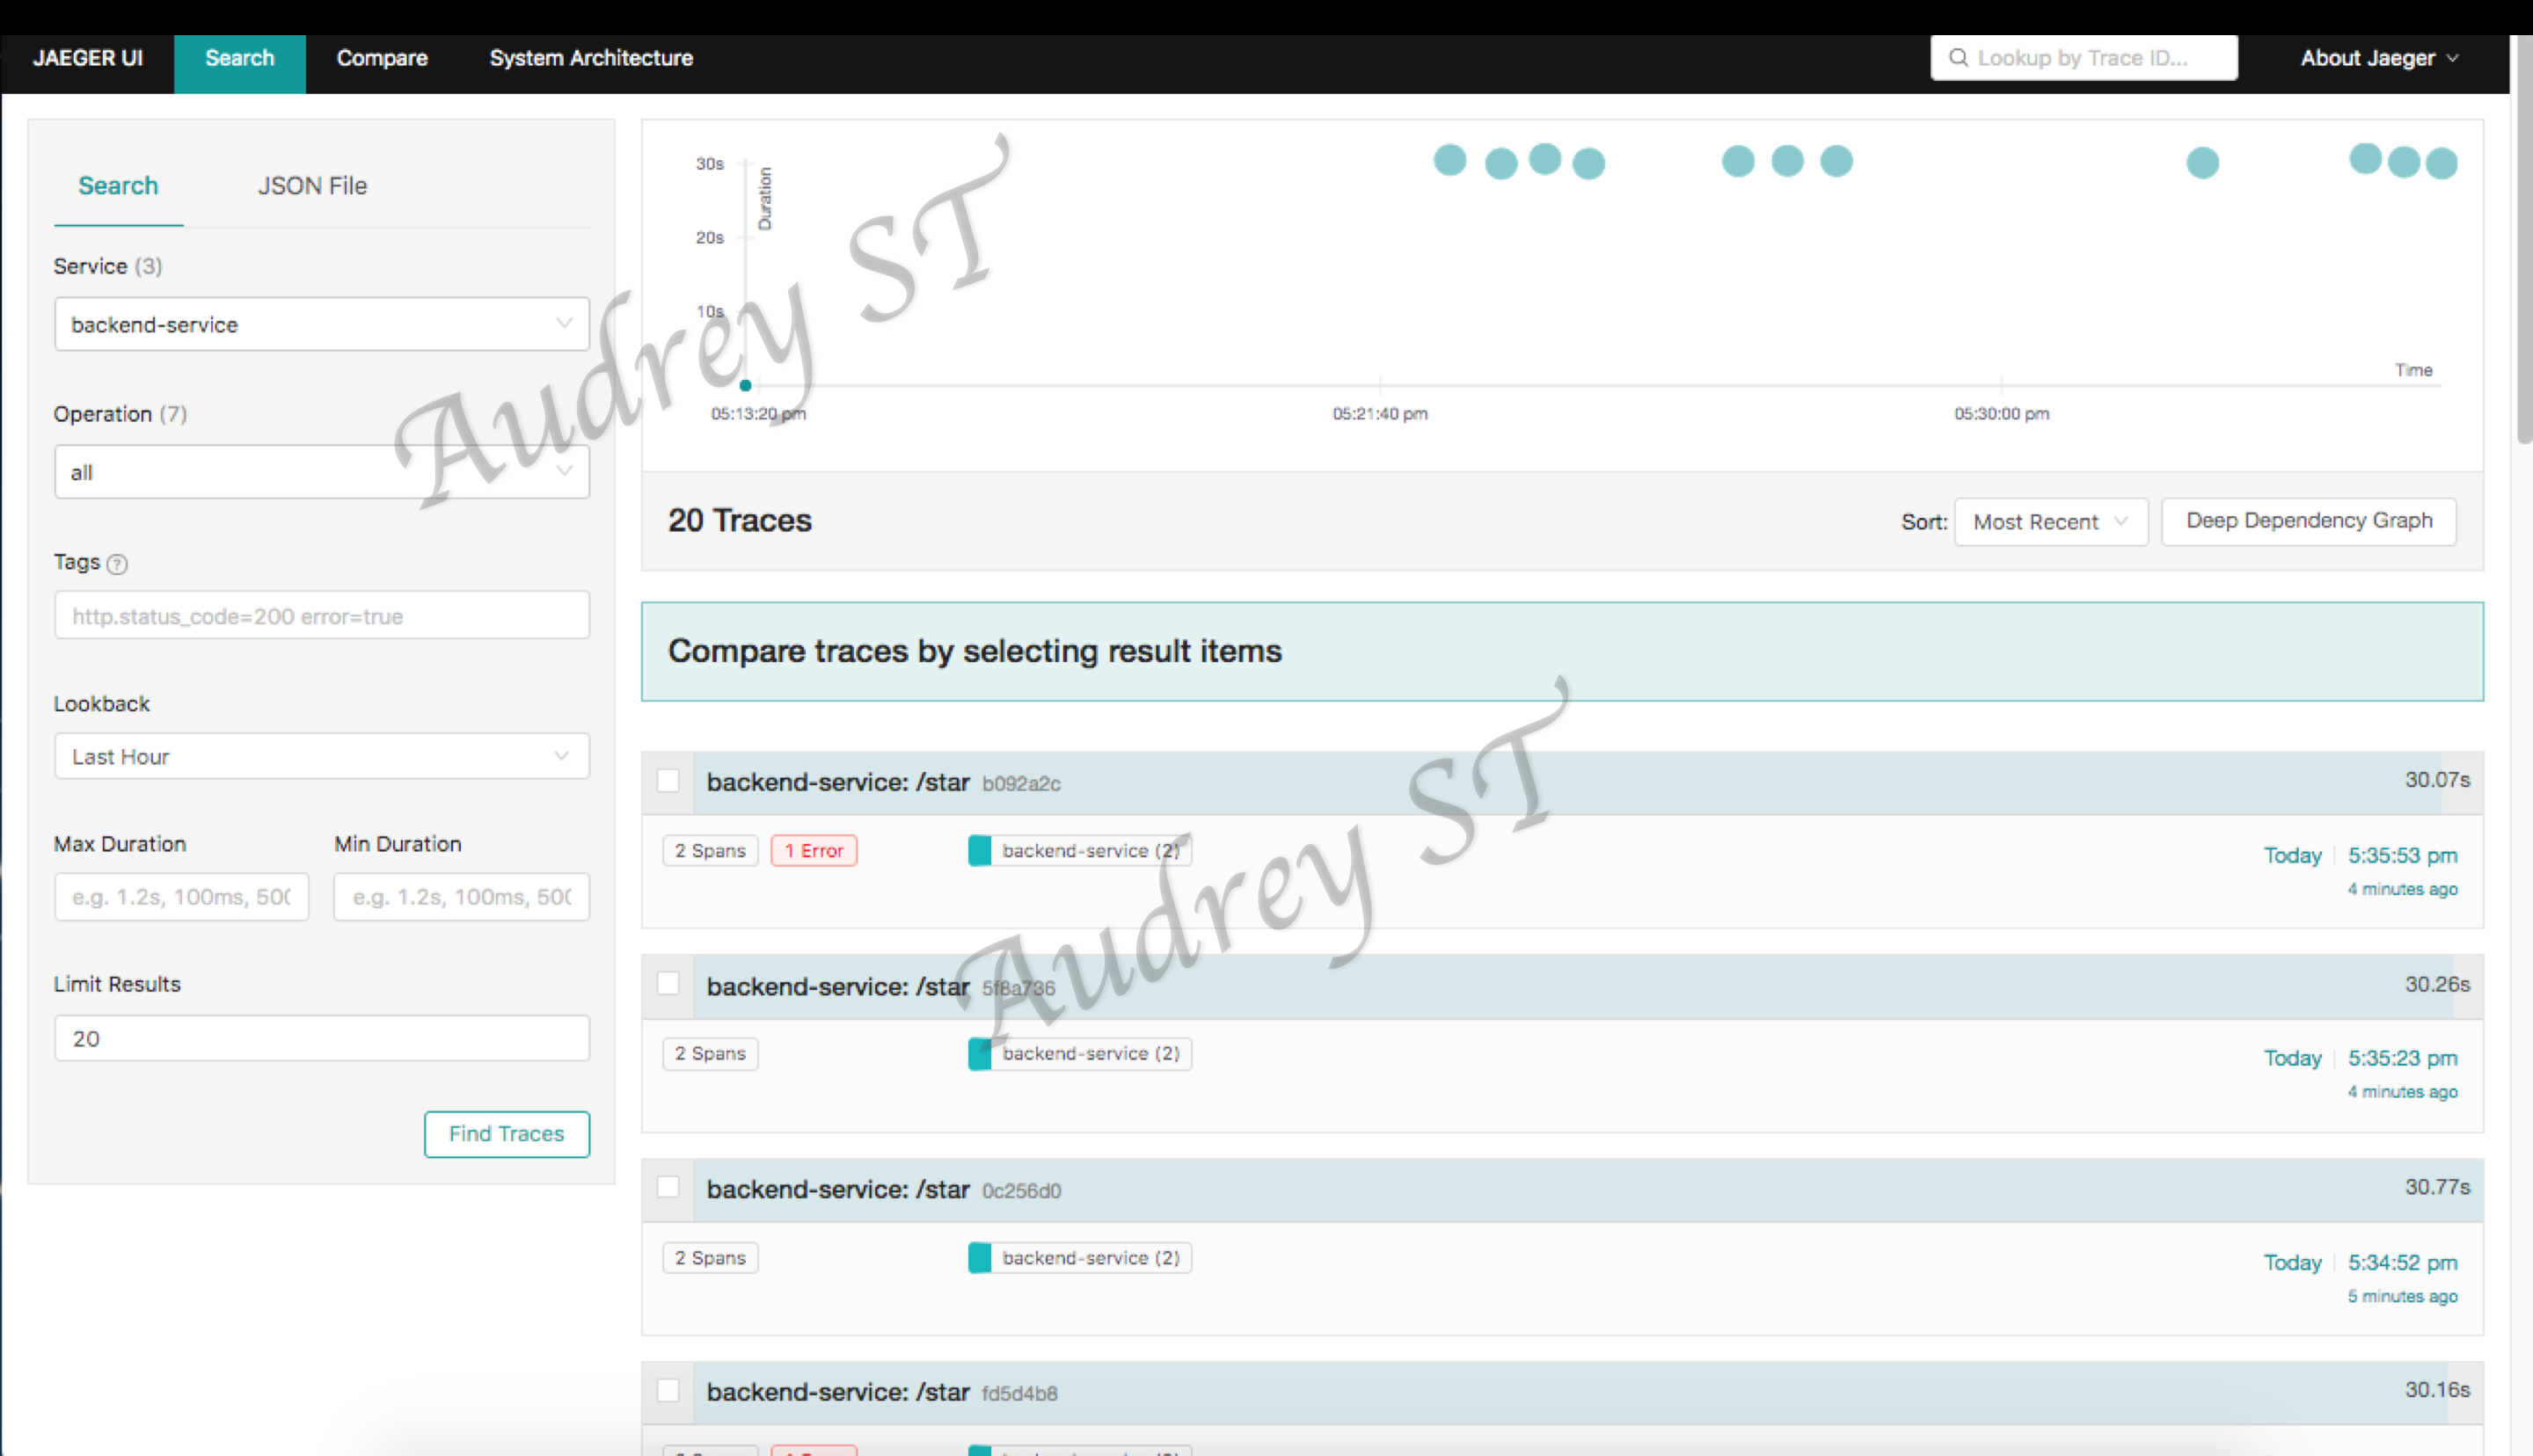 JAEGER UI Search Compare System Architecture Lookup by Trace ID... About Jaeger
Search JSON File
Service (3)
backend-service
Operation (7)
all
Tags ?
http.status_code=200 error=true
Lookback
Last Hour
Max Duration Min Duration
e.g. 1.2s, 100ms, 500 e.g. 1.2s, 100ms, 500
Limit Results
20
Find Traces
30s
20s
10s
Duration
Time
05:13:20 pm 05:21:40 pm 05:30:00 pm
20 Traces Sort: Most Recent Deep Dependency Graph
Compare traces by selecting result items
backend-service: /star b092a2c 30.07s
2 Spans 1 Error backend-service (2) Today 5:35:53 pm
4 minutes ago
backend-service: /star 5f8a736 30.26s
2 Spans backend-service (2) Today 5:35:23 pm
4 minutes ago
backend-service: /star 0c256d0 30.77s
2 Spans backend-service (2) Today 5:34:52 pm
5 minutes ago
backend-service: /star fd5d4b8 30.16s
Audrey ST
Audrey ST